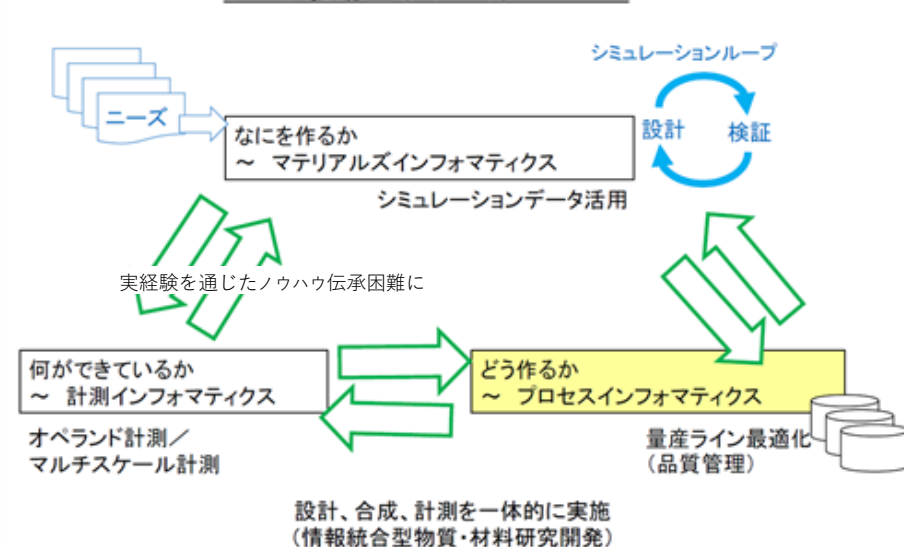 シミュレーションループ
ニーズ
なにを作るか
～ マテリアルズインフォマティクス
設計
検証
シミュレーションデータ活用
実経験を通じたノウハウ伝承困難に
何ができているか
～ 計測インフォマティクス
どう作るか
～ プロセスインフォマティクス
オペランド計測／
マルチスケール計測
量産ライン最適化
（品質管理）
設計、合成、計測を一体的に実施
（情報統合型物質・材料研究開発）